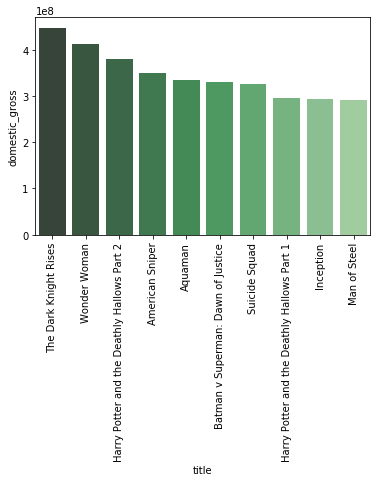 1e8
4
3
2
1
0
domestic_gross
The Dark Knight Rises
Wonder Woman
Harry Potter and the Deathly Hallows Part 2
American Sniper
Aquaman
Batman v Superman: Dawn of Justice
Suicide Squad
Harry Potter and the Deathly Hallows Part 1
Inception
Man of Steel
title